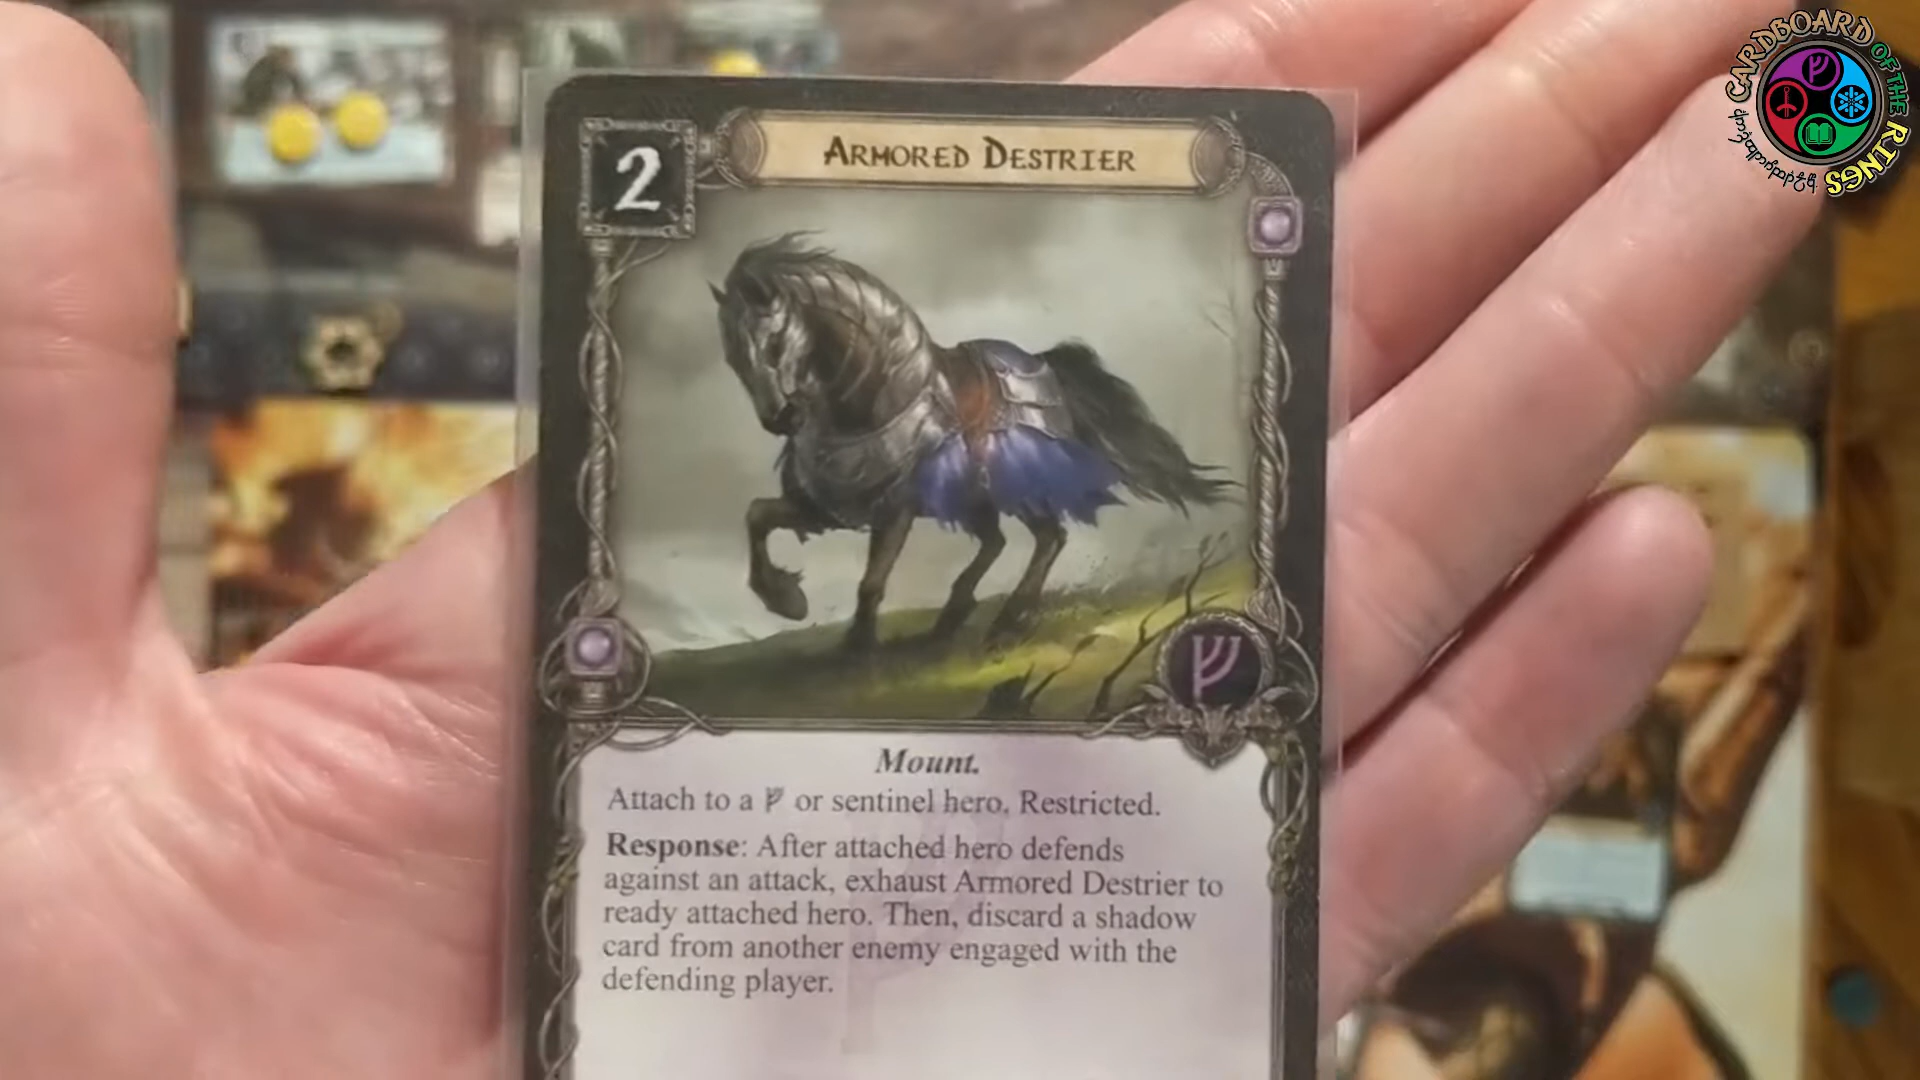 CARDBOARD OF THE RINGS
2
ARMORED DESTRIER
Mount.
Attach to a or sentinel hero. Restricted.
Response: After attached hero defends
against an attack, exhaust Armored Destrier to
ready attached hero. Then, discard a shadow
card from another enemy engaged with the
defending player.